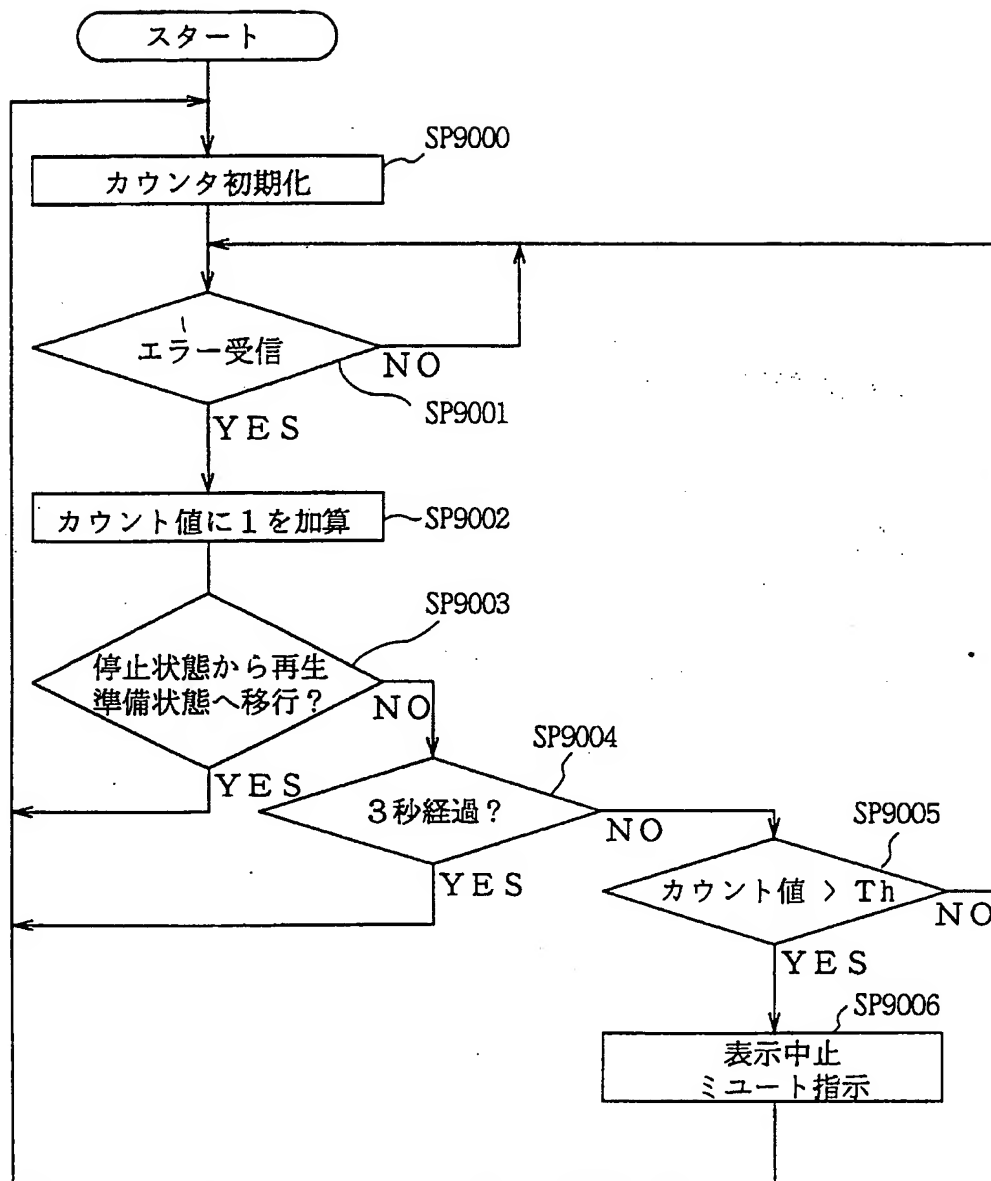 スタート
SP9000
カウンタ初期化
エラー受信
NO
SP9001
YES
カウント値に1を加算
SP9002
SP9003
停止状態から再生
準備状態へ移行?
NO
YES
SP9004
3秒経過?
NO
YES
SP9005
カウント値 > Th
NO
YES
SP9006
表示中止
ミユート指示